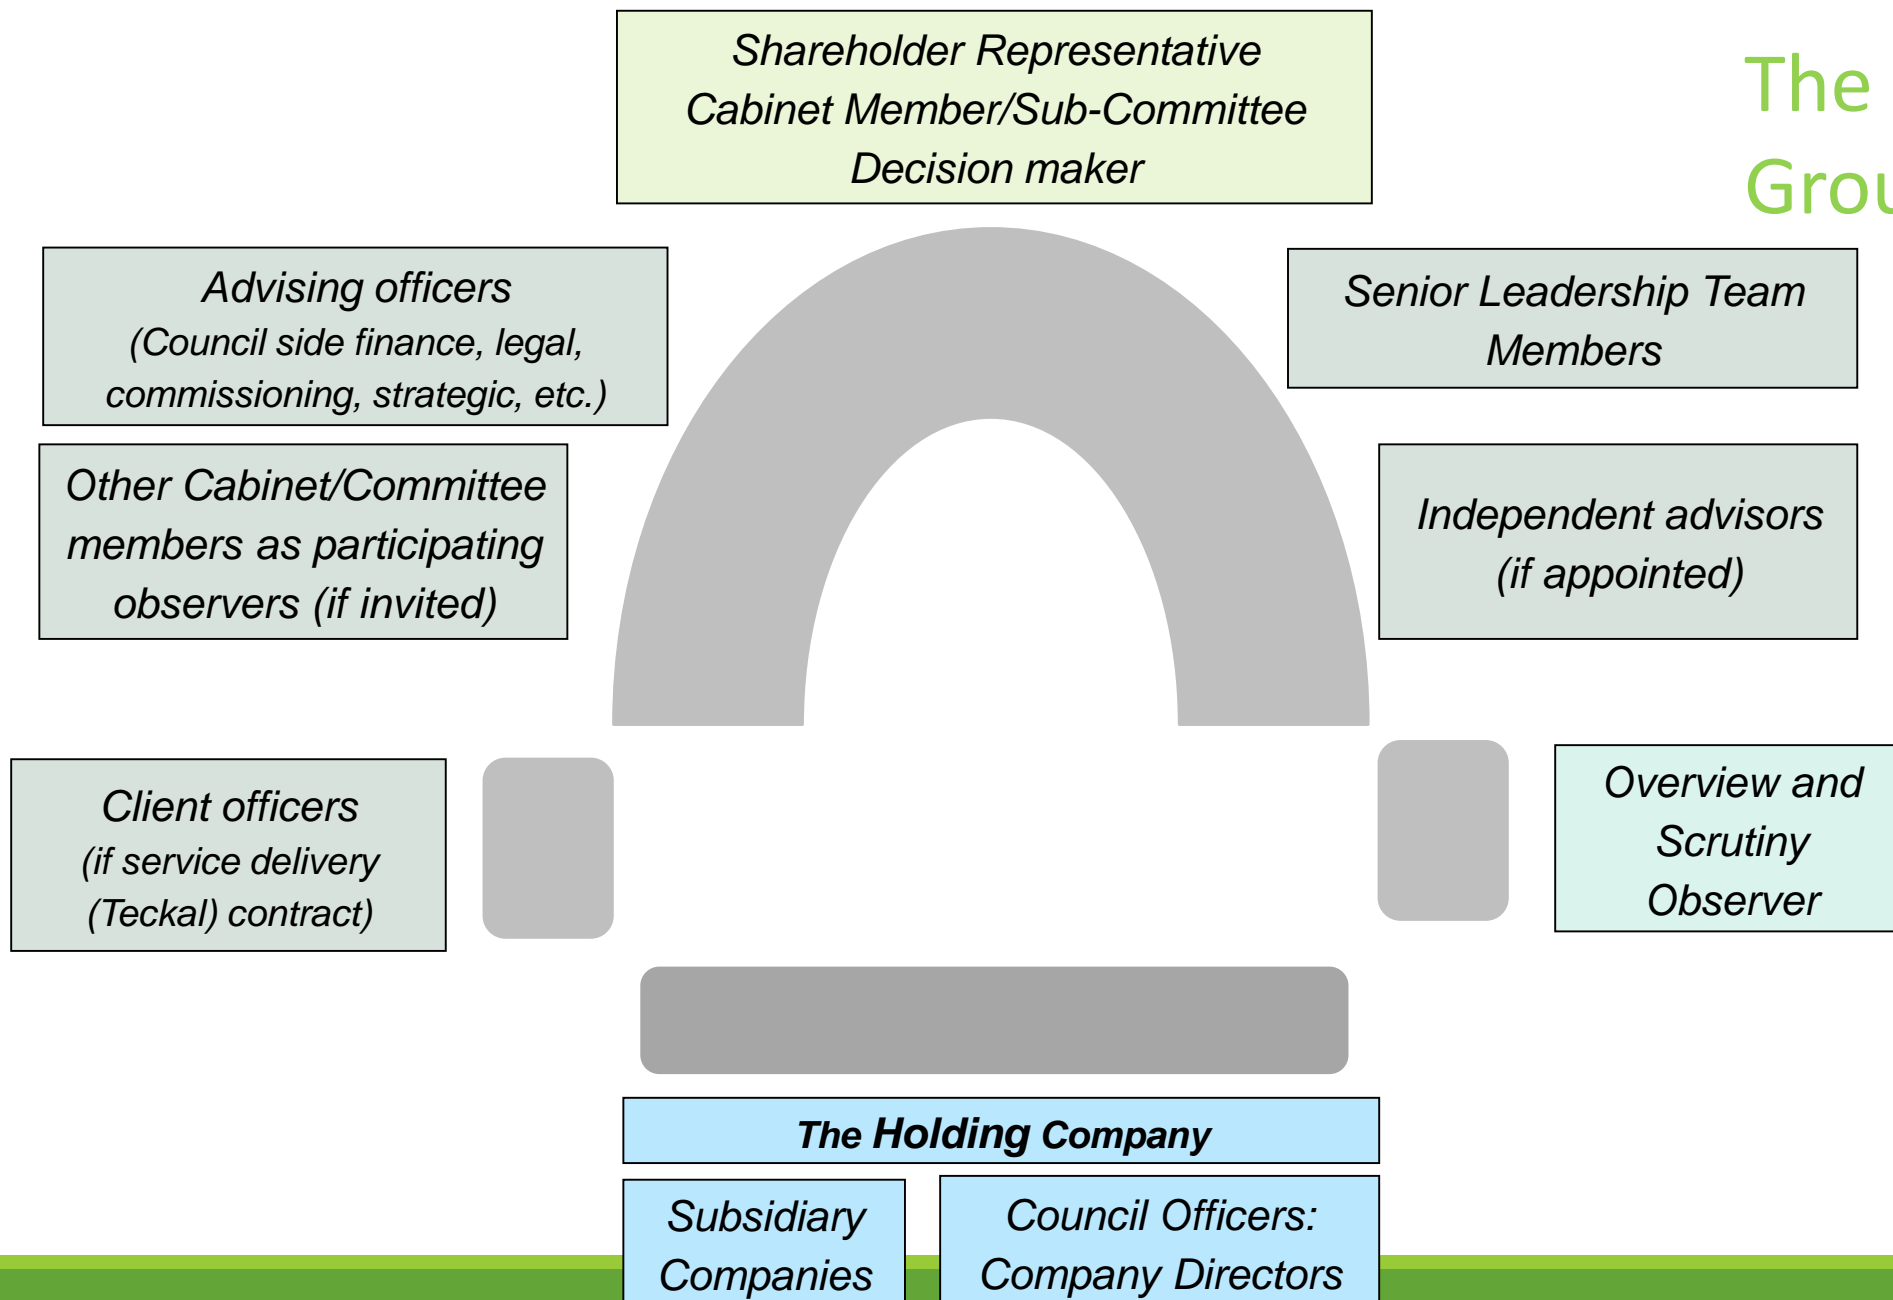 The
Shareholder Representative
Cabinet Member/Sub-Committee
Decision maker
Advising officers
(Council side finance, legal,
commissioning, strategic, etc.)
Senior Leadership Team
Members
Other Cabinet/Committee
members as participating
observers (if invited)
Independent advisors
(if appointed)
Client officers
(if service delivery
(Teckal) contract)
Overview and
Scrutiny
Observer
The Holding Company
Subsidiary
Companies
Council Officers:
Company Directors